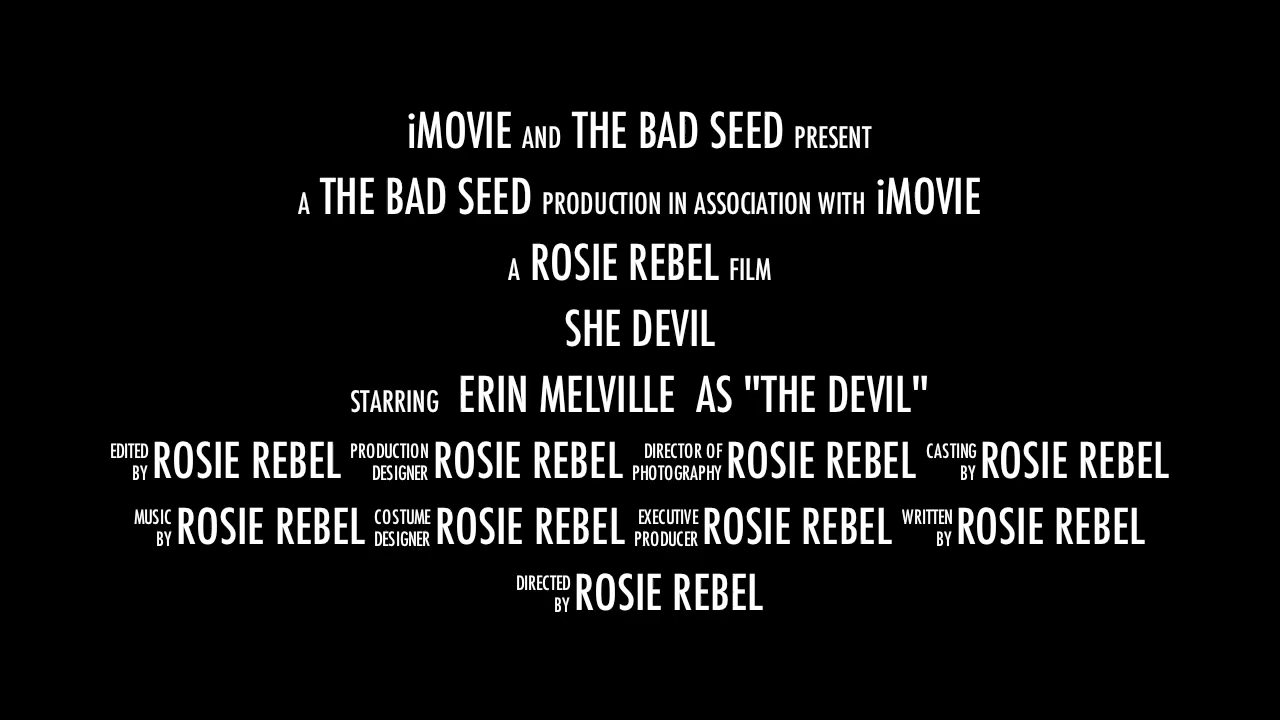 iMOVIE AND THE BAD SEED PRESENT
A THE BAD SEED PRODUCTION IN ASSOCIATION WITH iMOVIE
A ROSIE REBEL FILM
SHE DEVIL
STARRING ERIN MELVILLE AS "THE DEVIL"
EDITED BY ROSIE REBEL PRODUCTION DESIGNER ROSIE REBEL DIRECTOR OF PHOTOGRAPHY ROSIE REBEL CASTING BY ROSIE REBEL
MUSIC BY ROSIE REBEL COSTUME DESIGNER ROSIE REBEL EXECUTIVE PRODUCER ROSIE REBEL WRITTEN BY ROSIE REBEL
DIRECTED BY ROSIE REBEL